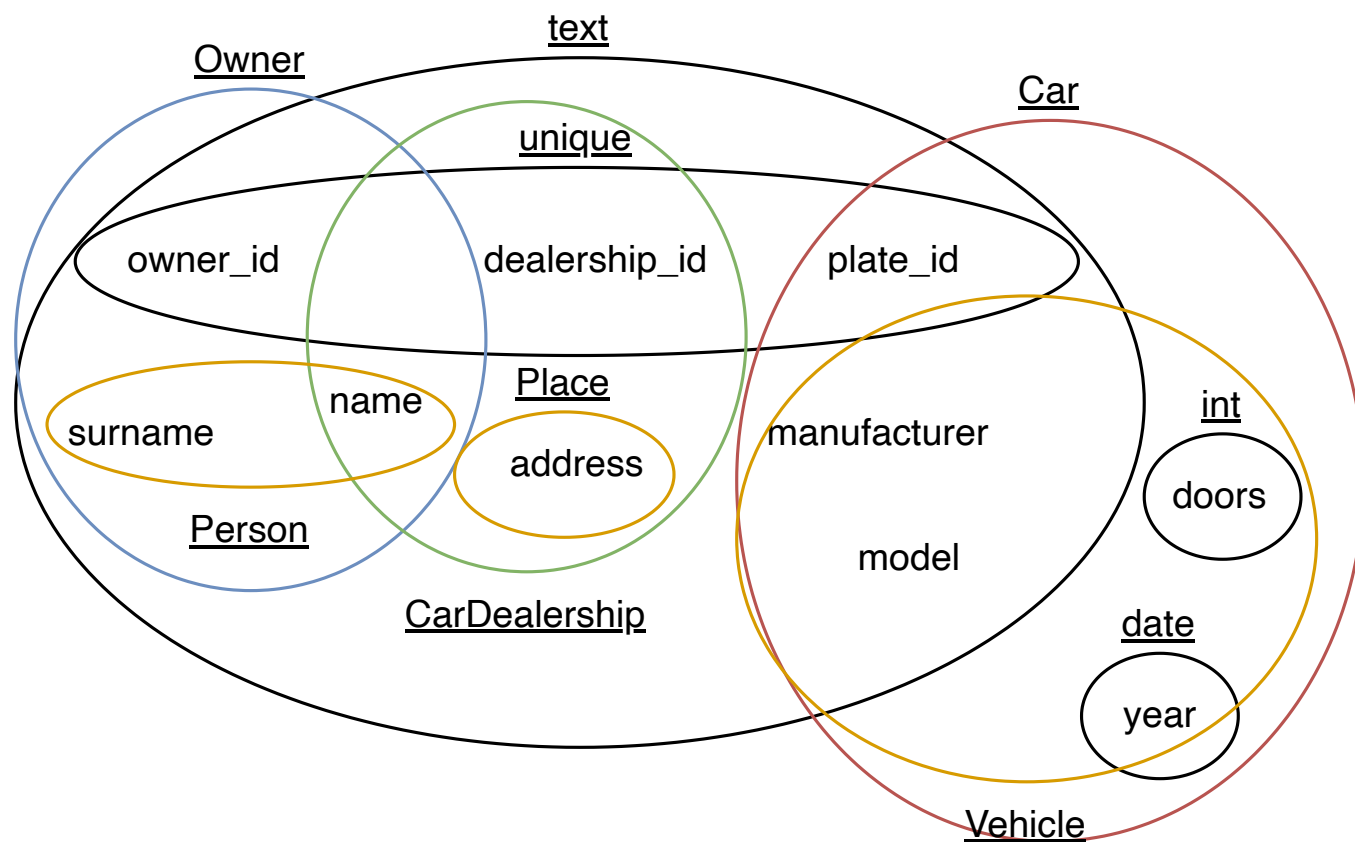 text
Owner
Car
unique
owner_id
dealership_id
plate_id
Place
name
int
surname
manufacturer
address
doors
Person
model
CarDealership
date
year
Vehicle